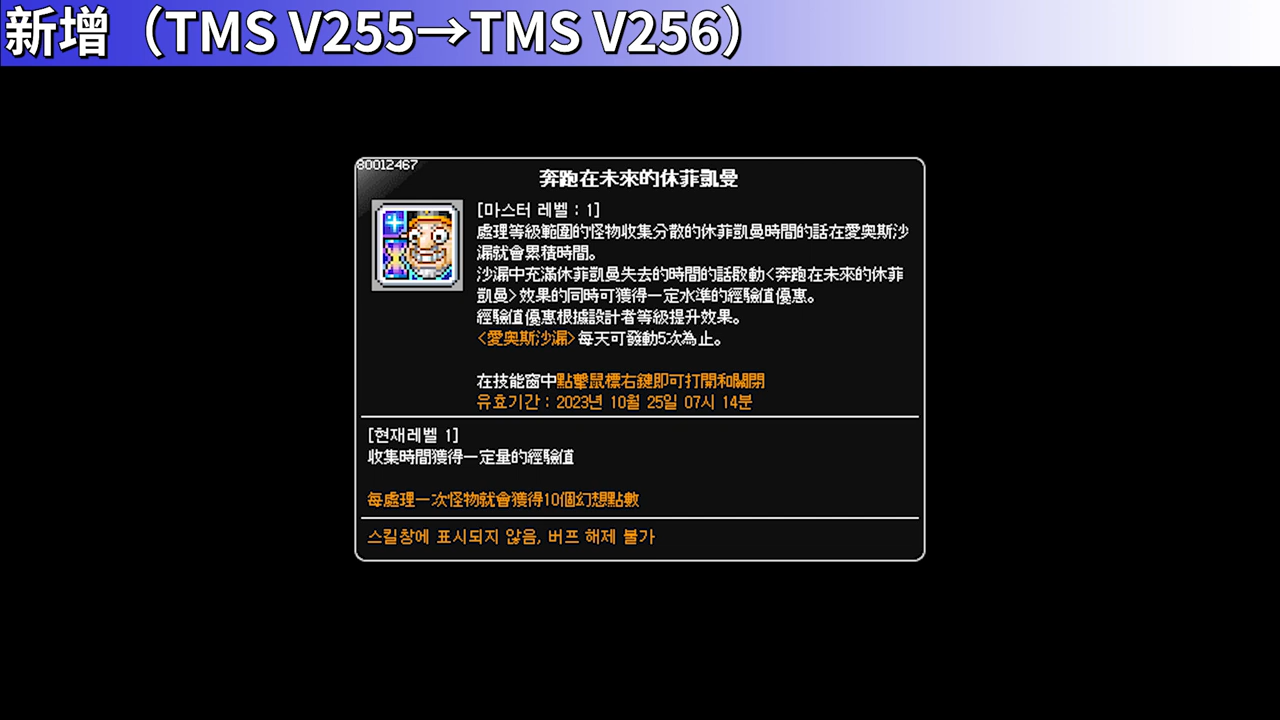 新增（TMS V255→TMS V256）
80012467
奔跑在未來的休菲凱曼
[마스터 레벨 : 1]
處理等級範圍的怪物收集分散的休菲凱曼時間的話在愛奧斯沙
漏就會累積時間。
沙漏中充滿休菲凱曼失去的時間的話啟動<奔跑在未來的休菲
凱曼>效果的同時可獲得一定水準的經驗值優惠。
經驗值優惠根據設計者等級提升效果。
<愛奧斯沙漏>每天可發動5次為止。
在技能窗中點擊鼠標右鍵即可打開和關閉
유효기간 : 2023년 10월 25일 07시 14분
[현재레벨 1]
收集時間獲得一定量的經驗值
每處理一次怪物就會獲得10個幻想點數
스킬창에 표시되지 않음, 버프 해제 불가